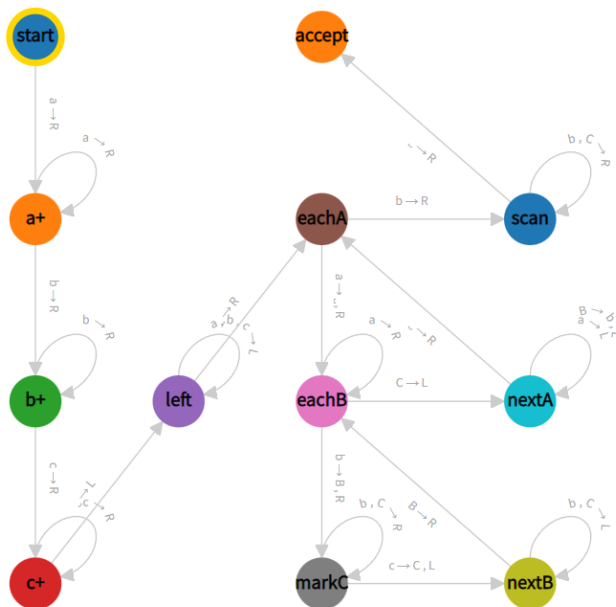 start
accept
a→R
a→R
␣→R
b,C→R
a+
eachA
b→R
scan
b→R
b→R
a→␣,R
a,b,c→L
␣→R
a→R
␣→R
B→b,L
a→L
b+
left
eachB
C→L
nextA
c→R
␣→L
c→R
b→B,R
b,C→R
B→R
b,C→L
c+
markC
c→C,L
nextB